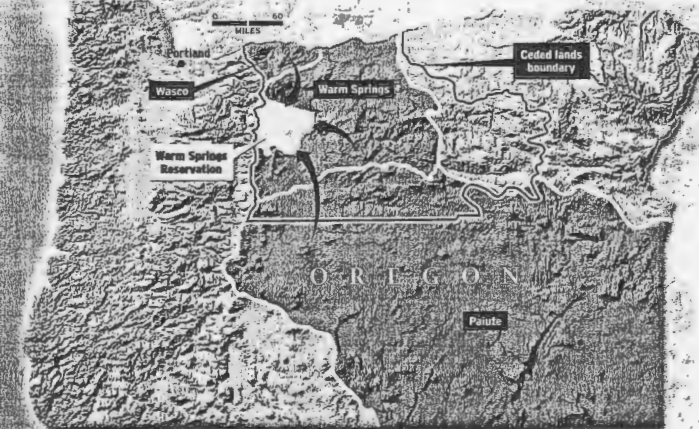 0 60
MILES
Portland
Ceded lands
boundary
Wasco
Warm Springs
Warm Springs
Reservation
OREGON
Paiute